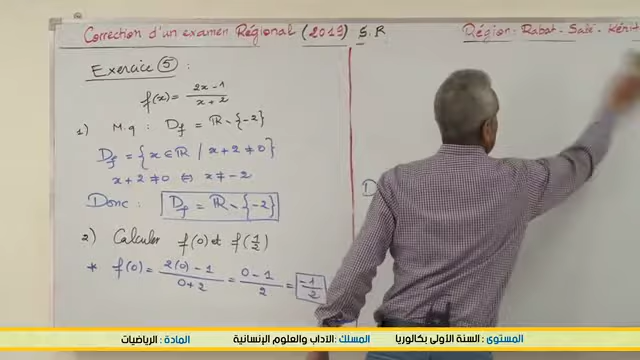 Correction d'un examen Régional (2019) S.R
Région: Rabat - Salé - Kénit
Exercice 5 :
f(x) = (2x - 1)/(x + 2)
1) M.q : Df = ℝ - {-2}
Df = {x ∈ ℝ / x + 2 ≠ 0}
x + 2 ≠ 0 ⇔ x ≠ -2
Donc : Df = ℝ - {-2}
2) Calculer f(0) et f(1/2)
* f(0) = (2(0) - 1)/(0 + 2) = (0 - 1)/2 = -1/2
D
المستوى : السنة الأولى بكالوريا المسلك: الآداب والعلوم الإنسانية المادة : الرياضيات